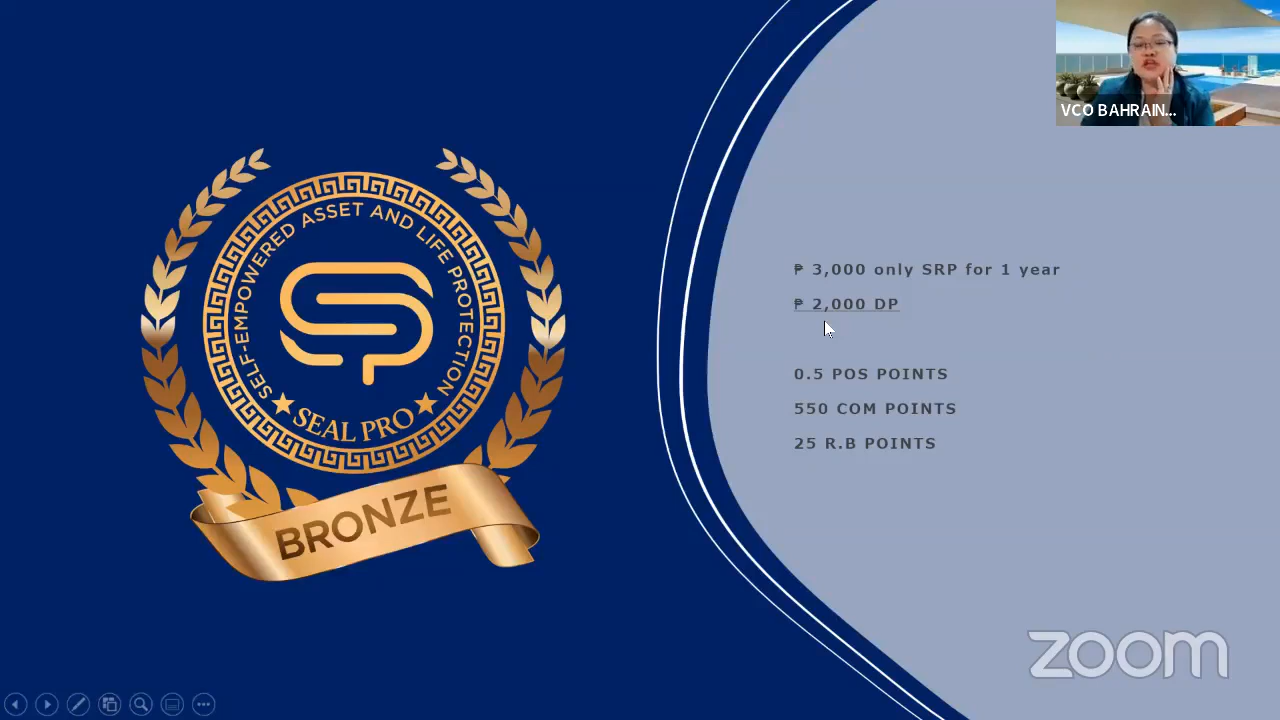 VCO BAHRAIN...
SELF-EMPOWERED ASSET AND LIFE PROTECTION
SEAL PRO
BRONZE
₱ 3,000 only SRP for 1 year
₱ 2,000 DP
0.5 POS POINTS
550 COM POINTS
25 R.B POINTS
zoom